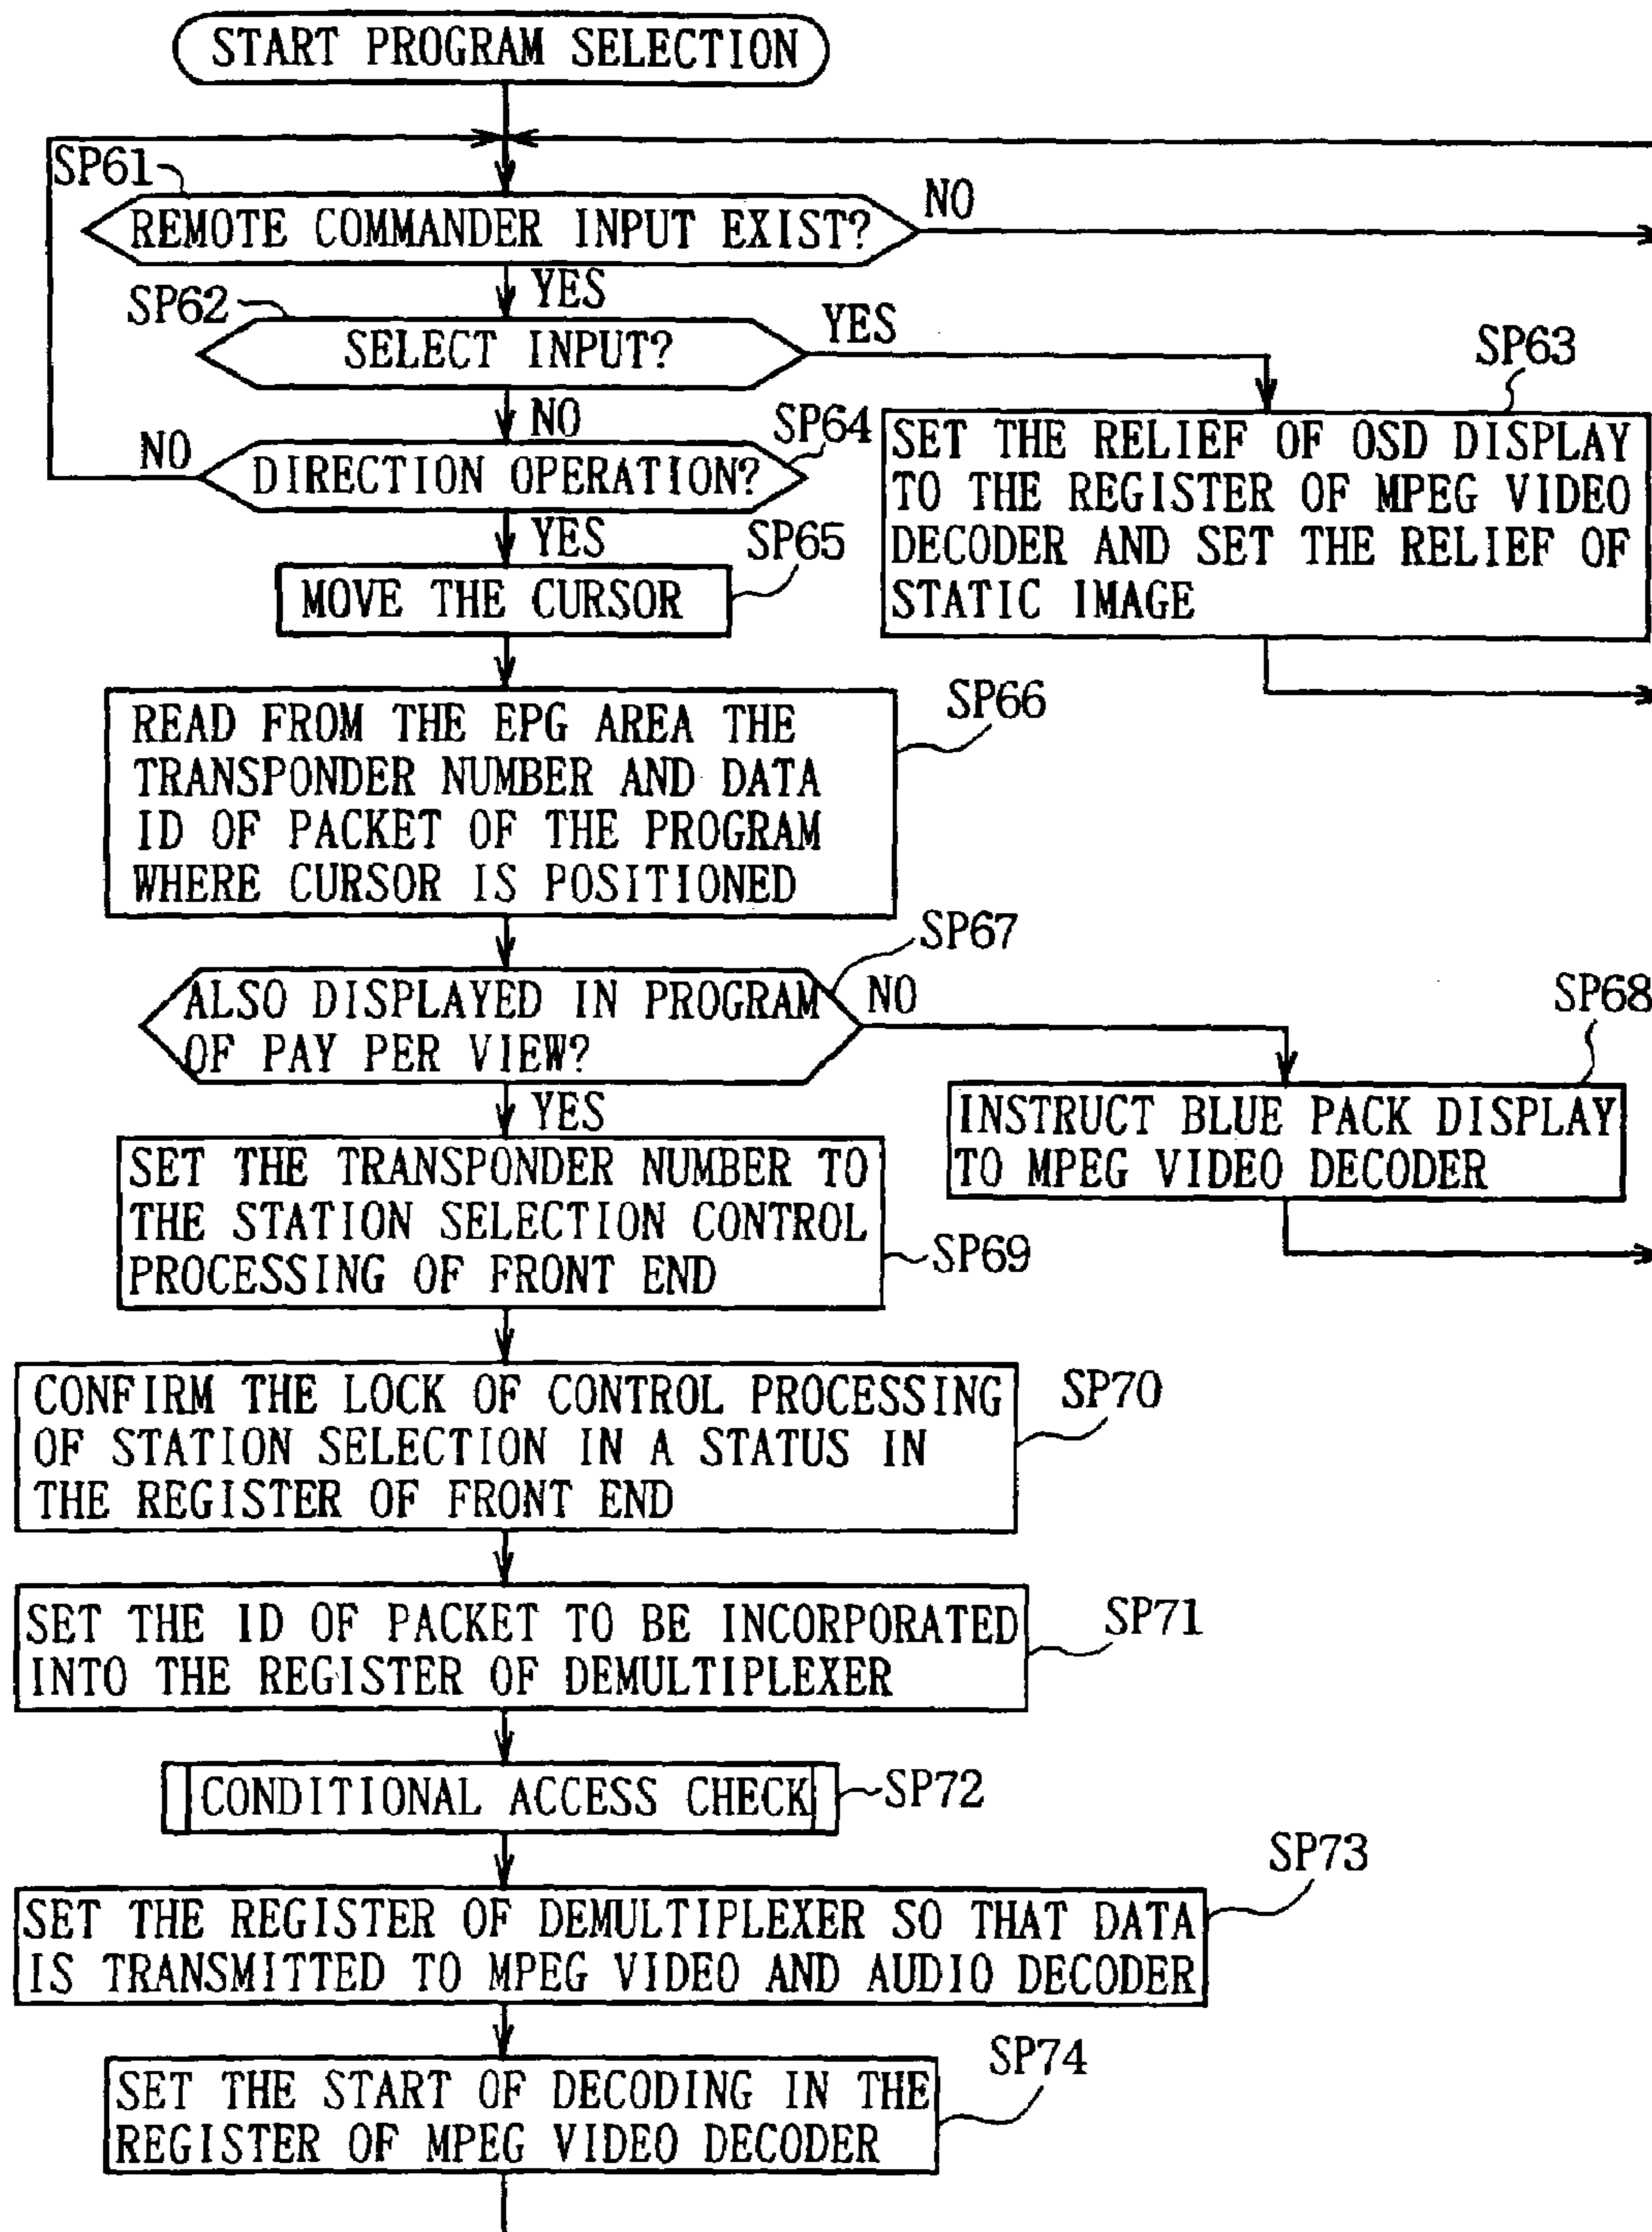 START PROGRAM SELECTION
SP61
REMOTE COMMANDER INPUT EXIST?
NO
YES
SP62
SELECT INPUT?
YES
NO
SP63
SET THE RELIEF OF OSD DISPLAY
TO THE REGISTER OF MPEG VIDEO
DECODER AND SET THE RELIEF OF
STATIC IMAGE
SP64
NO
DIRECTION OPERATION?
YES
SP65
MOVE THE CURSOR
SP66
READ FROM THE EPG AREA THE
TRANSPONDER NUMBER AND DATA
ID OF PACKET OF THE PROGRAM
WHERE CURSOR IS POSITIONED
SP67
ALSO DISPLAYED IN PROGRAM
OF PAY PER VIEW?
NO
YES
SP68
INSTRUCT BLUE PACK DISPLAY
TO MPEG VIDEO DECODER
SET THE TRANSPONDER NUMBER TO
THE STATION SELECTION CONTROL
PROCESSING OF FRONT END
SP69
CONFIRM THE LOCK OF CONTROL PROCESSING
OF STATION SELECTION IN A STATUS IN
THE REGISTER OF FRONT END
SP70
SET THE ID OF PACKET TO BE INCORPORATED
INTO THE REGISTER OF DEMULTIPLEXER
SP71
CONDITIONAL ACCESS CHECK
SP72
SP73
SET THE REGISTER OF DEMULTIPLEXER SO THAT DATA
IS TRANSMITTED TO MPEG VIDEO AND AUDIO DECODER
SP74
SET THE START OF DECODING IN THE
REGISTER OF MPEG VIDEO DECODER